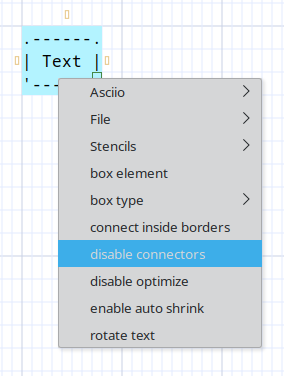 .------.
| Text |
'---
Asciio
File
Stencils
box element
box type
connect inside borders
disable connectors
disable optimize
enable auto shrink
rotate text